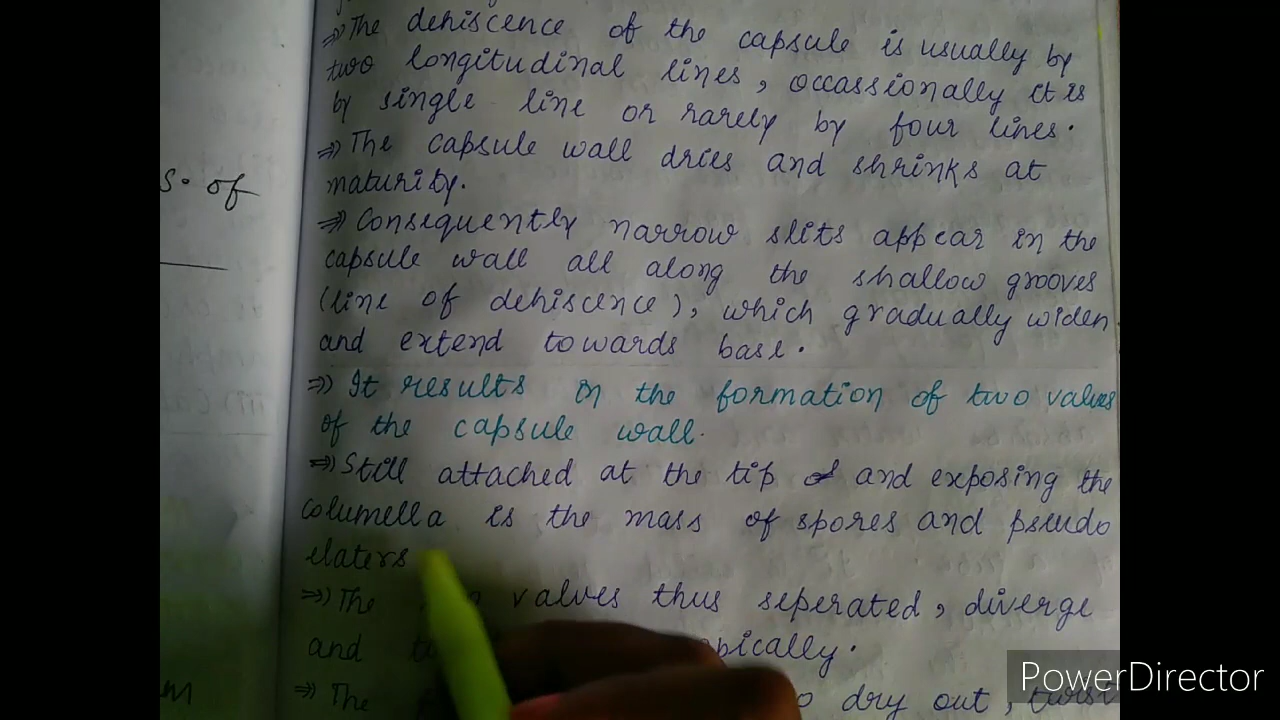 ⇒) The dehiscence of the capsule is usually by
two longitudinal lines, occassionally it is
by single line or rarely by four lines.
⇒) The capsule wall dries and shrinks at
maturity.
⇒) Consequently narrow slits appear in the
capsule wall all along the shallow grooves
(line of dehiscence), which gradually widen
and extend towards base.
⇒) It results in the formation of two valves
of the capsule wall.
⇒) Still attached at the tip and exposing the
columella is the mass of spores and pseudo
elaters
⇒) The valves thus seperated, diverge
and
⇒) The dry out, twist
S. of
PowerDirector